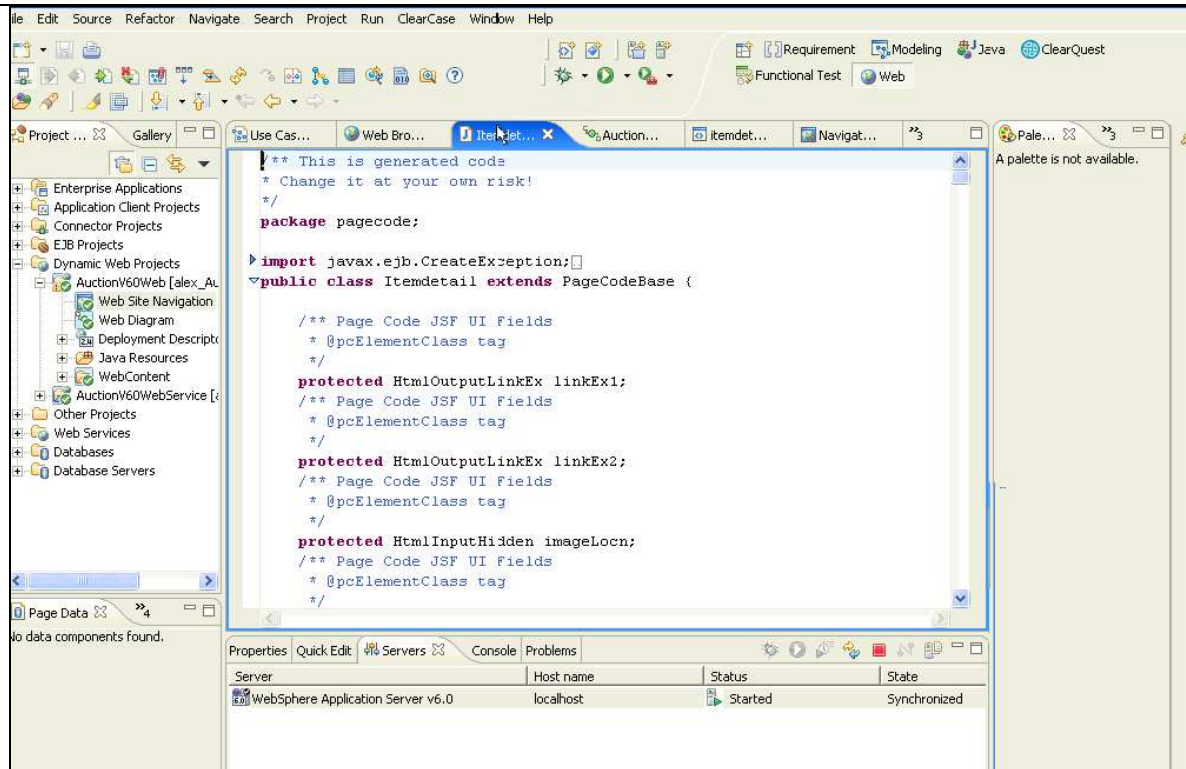 ile Edit Source Refactor Navigate Search Project Run ClearCase Window Help
Requirement Modeling Java ClearQuest
Functional Test Web
Project ... Gallery
Enterprise Applications
Application Client Projects
Connector Projects
EJB Projects
Dynamic Web Projects
AuctionV60Web [alex_Au
Web Site Navigation
Web Diagram
Deployment Descripto
Java Resources
WebContent
AuctionV60WebService [a
Other Projects
Web Services
Databases
Database Servers
Use Cas... Web Bro... Itemdet... Auction... itemdet... Navigat... »3
/** This is generated code
* Change it at your own risk!
*/
package pagecode;
import javax.ejb.CreateException;
public class Itemdetail extends PageCodeBase {
/** Page Code JSF UI Fields
* @pcElementClass tag
*/
protected HtmlOutputLinkEx linkEx1;
/** Page Code JSF UI Fields
* @pcElementClass tag
*/
protected HtmlOutputLinkEx linkEx2;
/** Page Code JSF UI Fields
* @pcElementClass tag
*/
protected HtmlInputHidden imageLocn;
/** Page Code JSF UI Fields
* @pcElementClass tag
*/
Pale... »3
A palette is not available.
Page Data »4
No data components found.
Properties Quick Edit Servers Console Problems
Server Host name Status State
WebSphere Application Server v6.0 localhost Started Synchronized